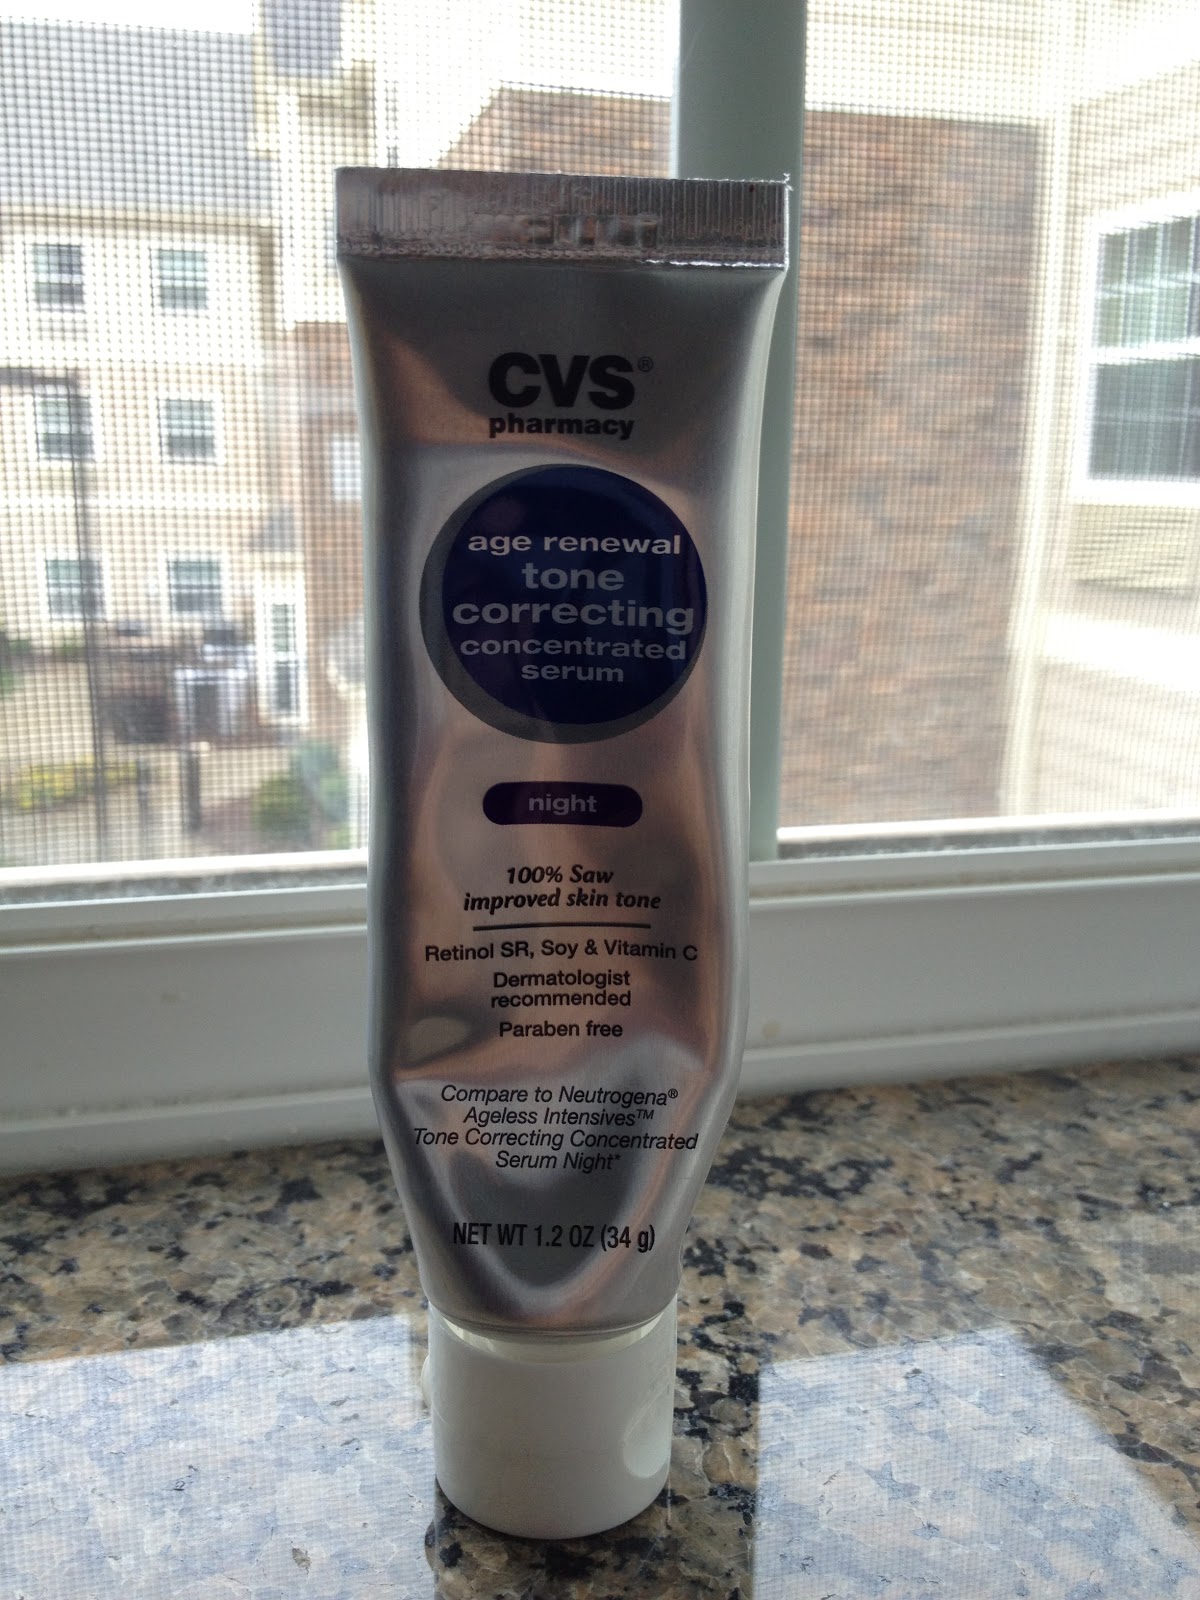 CVS®
pharmacy
age renewal
tone
correcting
concentrated
serum
night
100% Saw
improved skin tone
Retinol SR, Soy & Vitamin C
Dermatologist
recommended
Paraben free
Compare to Neutrogena®
Ageless Intensives™
Tone Correcting Concentrated
Serum Night*
NET WT 1.2 OZ (34 g)